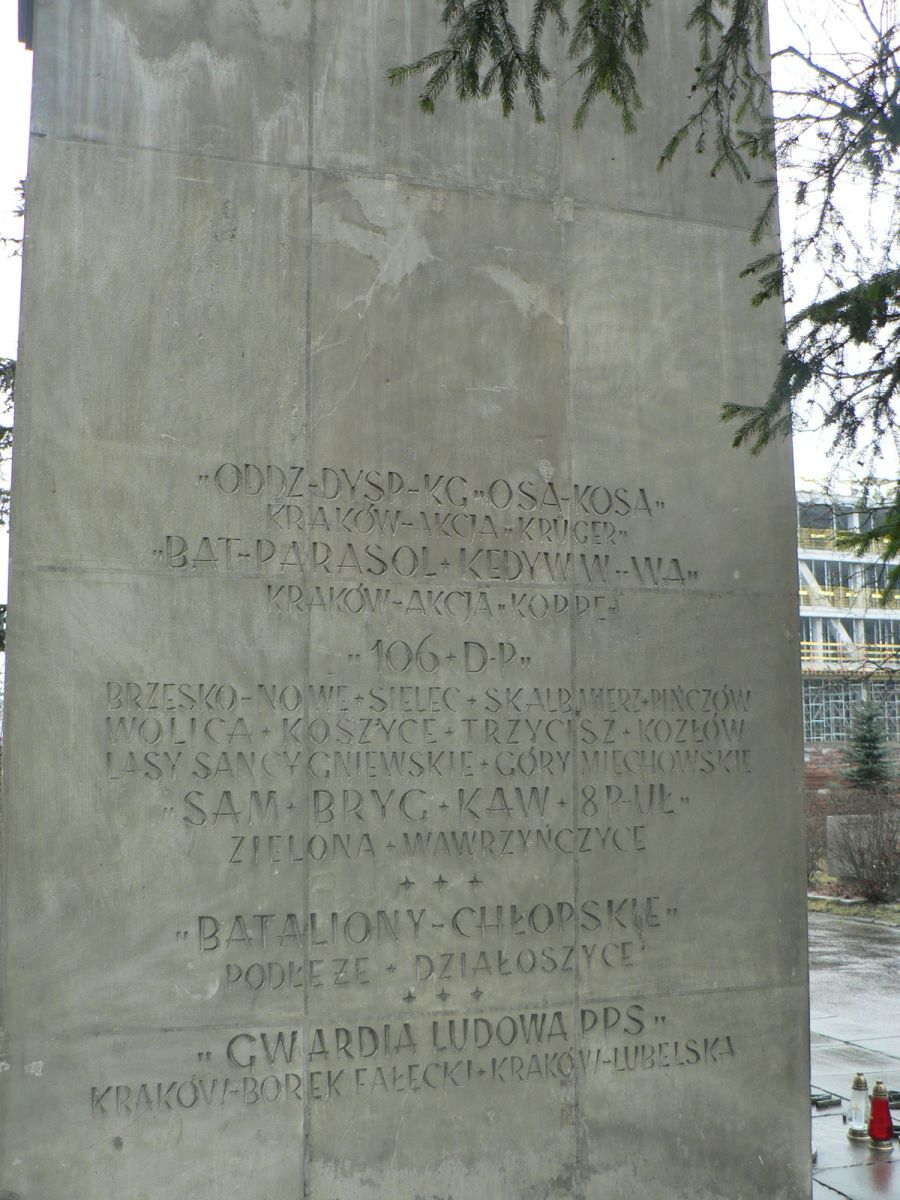 "ODDZ-DYSP-KG„OSA-KOSA„
KRAKÓW-AKCJA„KRÜGER"
"BAT-PARASOL+KEDYW W-WA„
KRAKÓW-AKCJA„KOPPE„
„106+D·P„
BRZESKO-NOWE+SIELEC+SKALBMIERZ·PIŃCZÓW
WOLICA+KOSZYCE+TRZYCISZ+KOZŁÓW
LASY SANCYGNIEWSKIE+GÓRY MIECHOWSKIE
„SAM+BRYG+KAW+8P·UŁ„
ZIELONA+WAWRZYŃCZYCE
„BATALIONY-CHŁOPSKIE„
PODŁĘŻE+DZIAŁOSZYCE
„GWARDIA LUDOWA PPS„
KRAKÓW-BOREK FAŁĘCKI+KRAKÓW-LUBELSKA